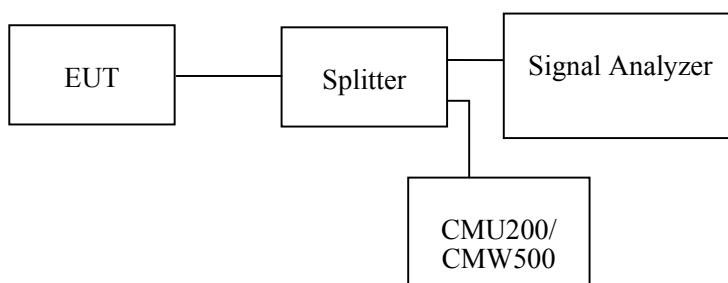 EUT
Splitter
Signal Analyzer
CMU200/
CMW500